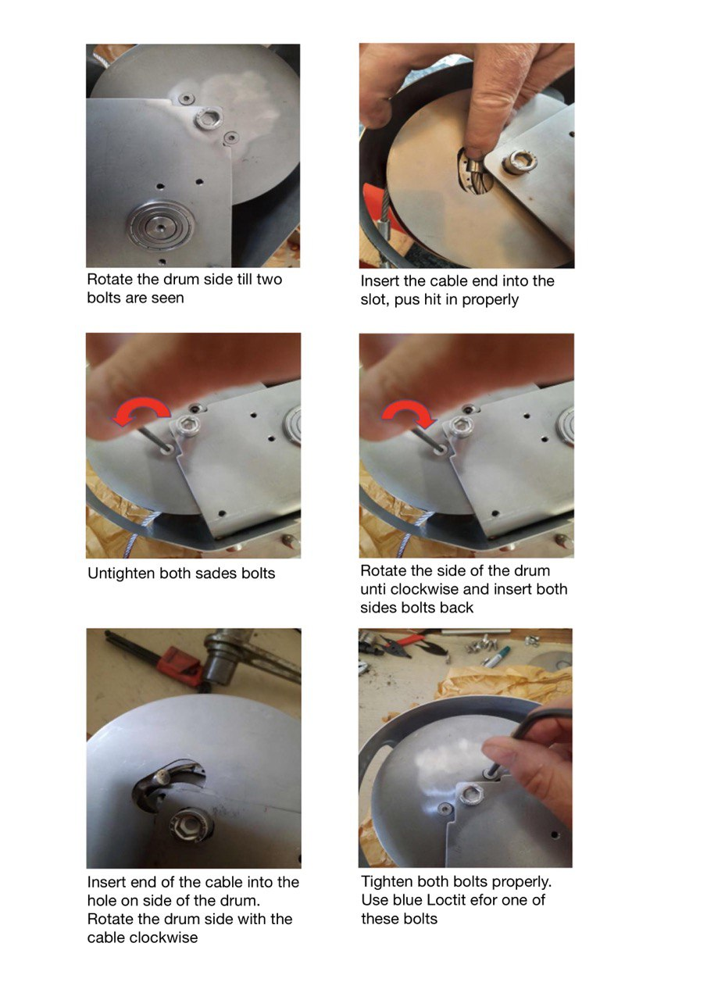 Rotate the drum side till two
bolts are seen
Insert the cable end into the
slot, pus hit in properly
Untighten both sades bolts
Rotate the side of the drum
unti clockwise and insert both
sides bolts back
Insert end of the cable into the
hole on side of the drum.
Rotate the drum side with the
cable clockwise
Tighten both bolts properly.
Use blue Loctit efor one of
these bolts